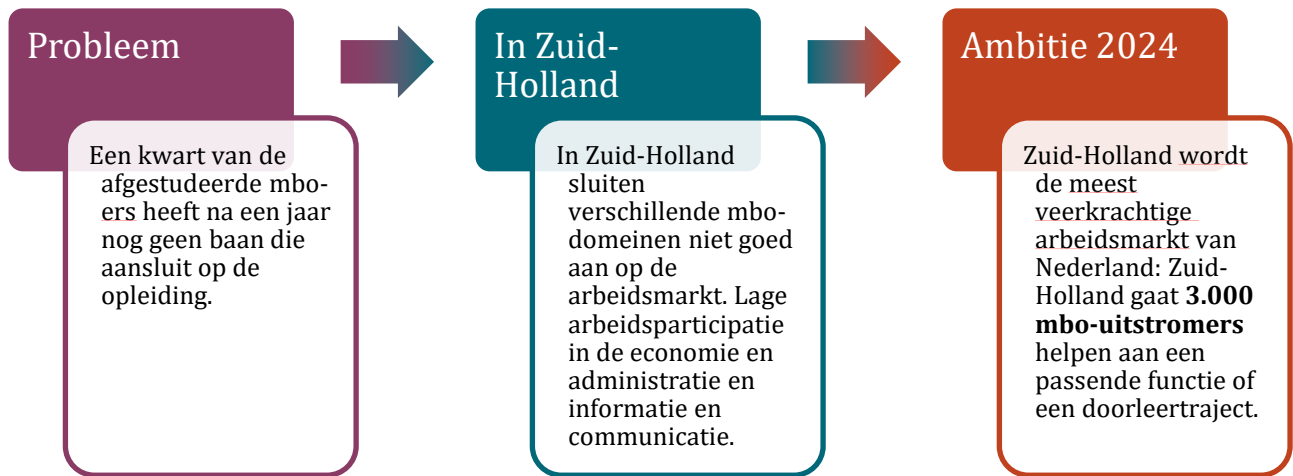 Probleem
Een kwart van de
afgestudeerde mbo-
ers heeft na een jaar
nog geen baan die
aansluit op de
opleiding.
In Zuid-
Holland
In Zuid-Holland
sluiten
verschillende mbo-
domeinen niet goed
aan op de
arbeidsmarkt. Lage
arbeidsparticipatie
in de economie en
administratie en
informatie en
communicatie.
Ambitie 2024
Zuid-Holland wordt
de meest
veerkrachtige
arbeidsmarkt van
Nederland: Zuid-
Holland gaat 3.000
mbo-uitstromers
helpen aan een
passende functie of
een doorleertraject.